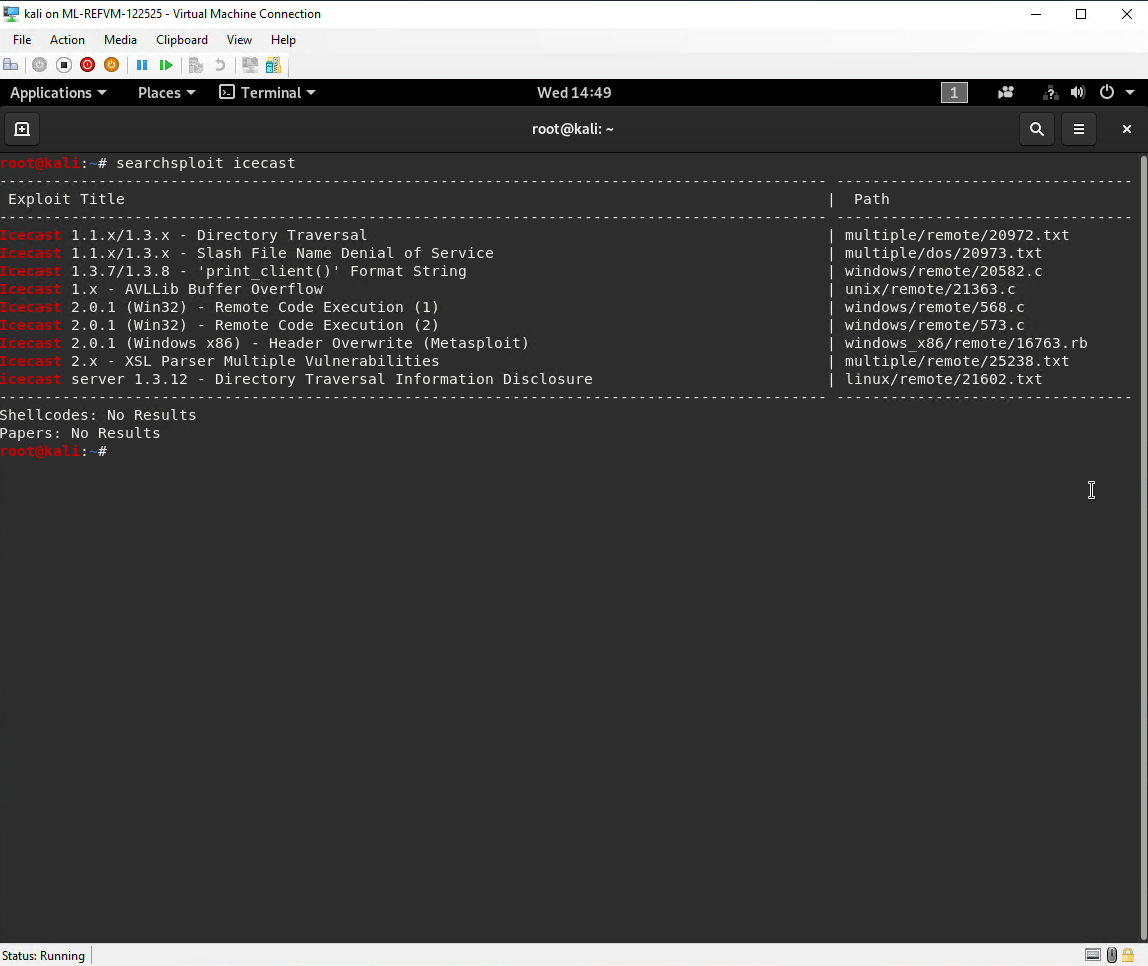 kali on ML-REFVM-122525 - Virtual Machine Connection
File Action Media Clipboard View Help
Applications Places Terminal Wed 14:49 1
root@kali: ~
root@kali:~# searchsploit icecast
---------------------------------------------------------------------------------------------- ---------------------------------
Exploit Title | Path
---------------------------------------------------------------------------------------------- ---------------------------------
Icecast 1.1.x/1.3.x - Directory Traversal | multiple/remote/20972.txt
Icecast 1.1.x/1.3.x - Slash File Name Denial of Service | multiple/dos/20973.txt
Icecast 1.3.7/1.3.8 - 'print_client()' Format String | windows/remote/20582.c
Icecast 1.x - AVLLib Buffer Overflow | unix/remote/21363.c
Icecast 2.0.1 (Win32) - Remote Code Execution (1) | windows/remote/568.c
Icecast 2.0.1 (Win32) - Remote Code Execution (2) | windows/remote/573.c
Icecast 2.0.1 (Windows x86) - Header Overwrite (Metasploit) | windows_x86/remote/16763.rb
Icecast 2.x - XSL Parser Multiple Vulnerabilities | multiple/remote/25238.txt
icecast server 1.3.12 - Directory Traversal Information Disclosure | linux/remote/21602.txt
---------------------------------------------------------------------------------------------- ---------------------------------
Shellcodes: No Results
Papers: No Results
root@kali:~#
Status: Running